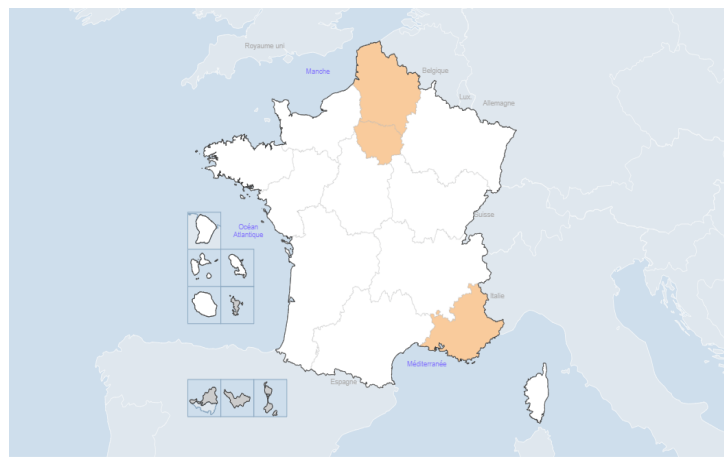 Royaume uni
Manche
Belgique
Lux.
Allemagne
Suisse
Océan
Atlantique
Italie
Méditerranée
Espagne